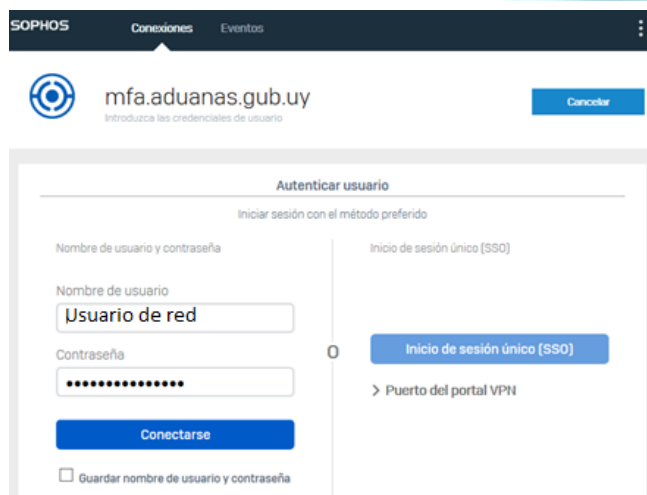 SOPHOS
Conexiones
Eventos
mfa.aduanas.gub.uy
Introduzca las credenciales de usuario
Cancelar
Autenticar usuario
Iniciar sesión con el método preferido
Nombre de usuario y contraseña
Nombre de usuario
Usuario de red
Contraseña
•••••••••••••••
Conectarse
Guardar nombre de usuario y contraseña
O
Inicio de sesión único (SSO)
Inicio de sesión único (SSO)
> Puerto del portal VPN